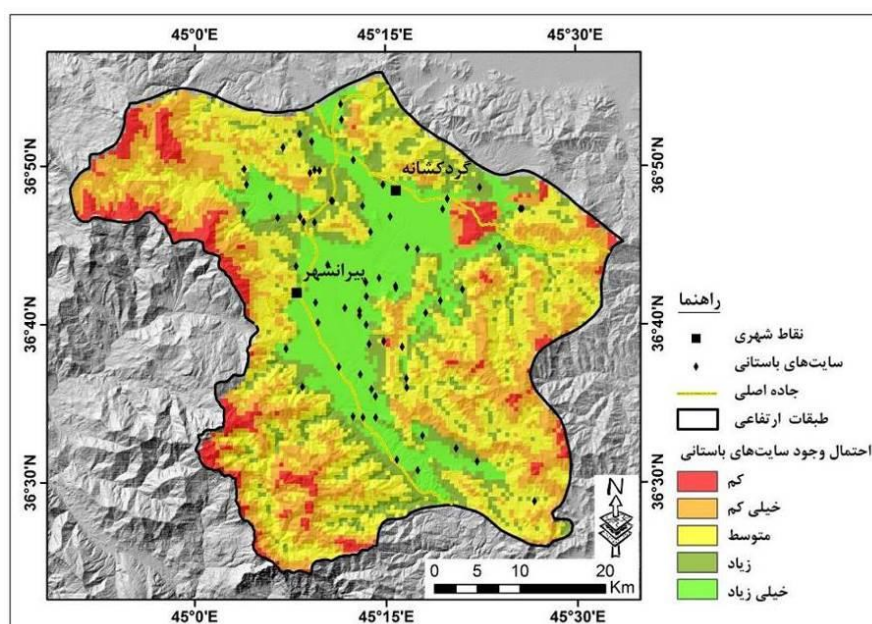 45°0'E 45°15'E 45°30'E
36°50'N 36°50'N
گردکشانه
پیرانشهر
36°40'N 36°40'N
36°30'N 36°30'N
راهنما
نقاط شهری
سایت‌های باستانی
جاده اصلی
طبقات ارتفاعی
احتمال وجود سایت‌های باستانی
کم
خیلی کم
متوسط
زیاد
خیلی زیاد
N
0 5 10 20
Km
45°0'E 45°15'E 45°30'E